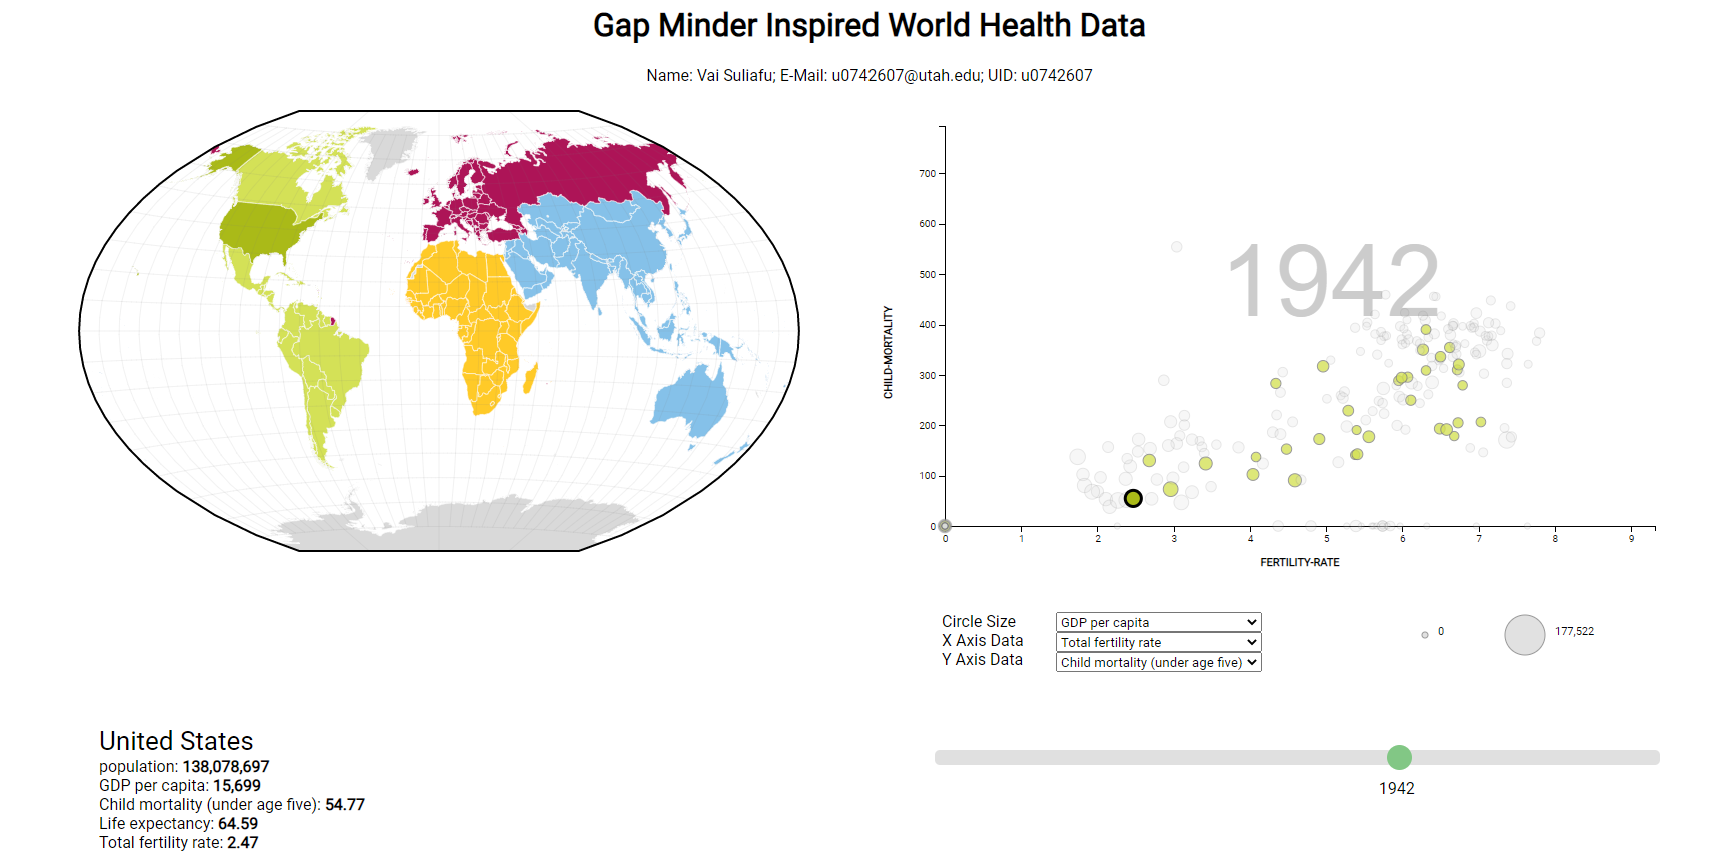 Gap Minder Inspired World Health Data
Name: Vai Suliafu; E-Mail: u0742607@utah.edu; UID: u0742607
1942
CHILD-MORTALITY
700
600
500
400
300
200
100
0
0 1 2 3 4 5 6 7 8 9
FERTILITY-RATE
Circle Size GDP per capita
X Axis Data Total fertility rate
Y Axis Data Child mortality (under age five)
0 177,522
1942
United States
population: 138,078,697
GDP per capita: 15,699
Child mortality (under age five): 54.77
Life expectancy: 64.59
Total fertility rate: 2.47